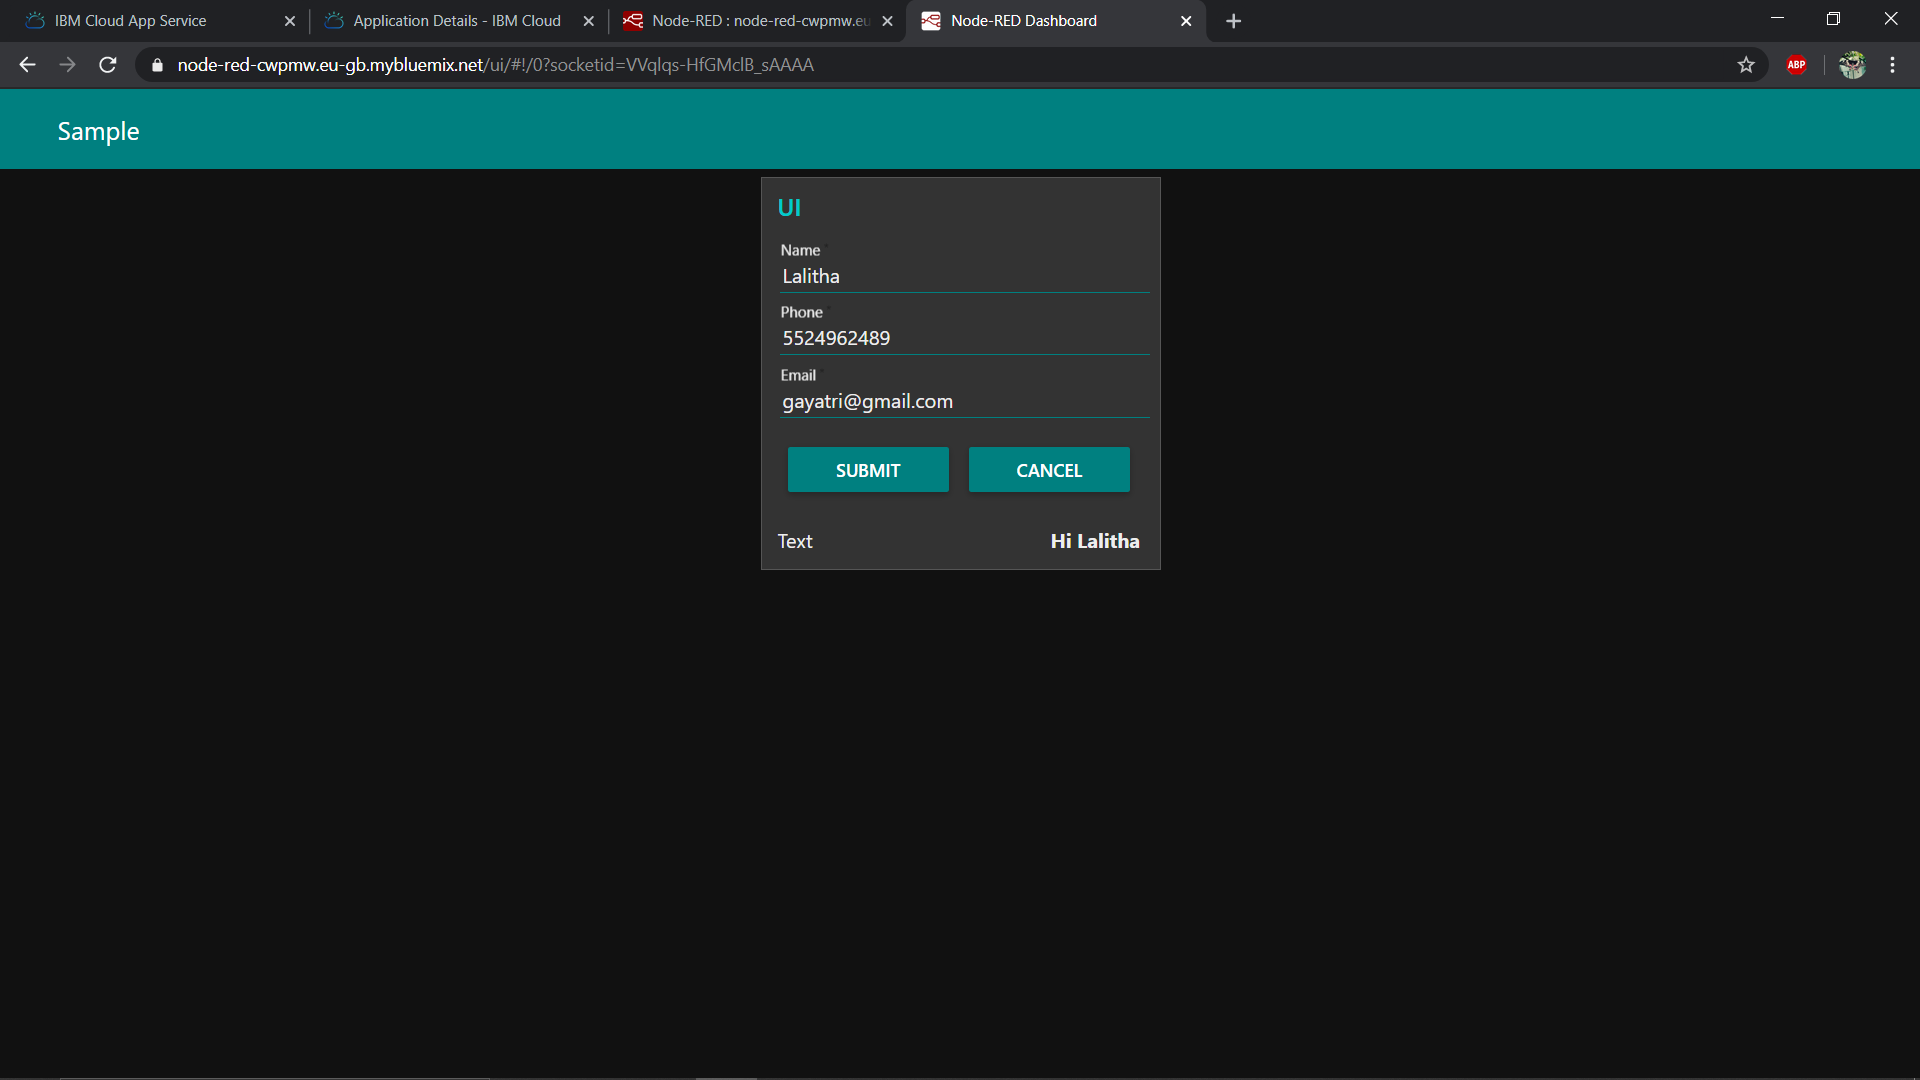 IBM Cloud App Service
Application Details - IBM Cloud
Node-RED : node-red-cwpmw.eu
Node-RED Dashboard
node-red-cwpmw.eu-gb.mybluemix.net/ui/#!/0?socketid=VVqlqs-HfGMclB_sAAAA
ABP
Sample
UI
Name *
Lalitha
Phone *
5524962489
Email *
gayatri@gmail.com
SUBMIT CANCEL
Text Hi Lalitha